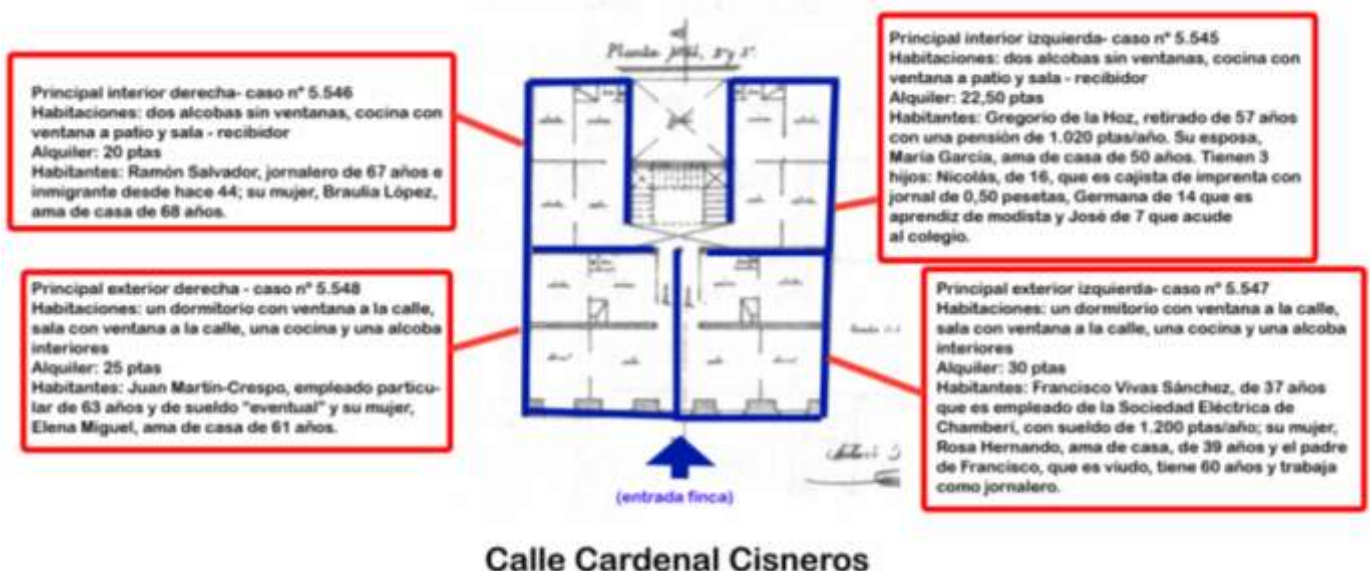 Planta pral, 2ª y 3ª
Principal interior derecha- caso nº 5.546
Habitaciones: dos alcobas sin ventanas, cocina con
ventana a patio y sala - recibidor
Alquiler: 20 ptas
Habitantes: Ramón Salvador, jornalero de 67 años e
inmigrante desde hace 44; su mujer, Braulia López,
ama de casa de 68 años.
Principal interior izquierda- caso nº 5.545
Habitaciones: dos alcobas sin ventanas, cocina con
ventana a patio y sala - recibidor
Alquiler: 22,50 ptas
Habitantes: Gregorio de la Hoz, retirado de 57 años
con una pensión de 1.020 ptas/año. Su esposa,
María García, ama de casa de 50 años. Tienen 3
hijos: Nicolás, de 16, que es cajista de imprenta con
jornal de 0,50 pesetas, Germana de 14 que es
aprendiz de modista y José de 7 que acude
al colegio.
Principal exterior derecha - caso nº 5.548
Habitaciones: un dormitorio con ventana a la calle,
sala con ventana a la calle, una cocina y una alcoba
interiores
Alquiler: 25 ptas
Habitantes: Juan Martín-Crespo, empleado particu-
lar de 63 años y de sueldo "eventual" y su mujer,
Elena Miguel, ama de casa de 61 años.
Principal exterior izquierda- caso nº 5.547
Habitaciones: un dormitorio con ventana a la calle,
sala con ventana a la calle, una cocina y una alcoba
interiores
Alquiler: 30 ptas
Habitantes: Francisco Vivas Sánchez, de 37 años
que es empleado de la Sociedad Eléctrica de
Chamberí, con sueldo de 1.200 ptas/año; su mujer,
Rosa Hernando, ama de casa, de 39 años y el padre
de Francisco, que es viudo, tiene 60 años y trabaja
como jornalero.
(entrada finca)
Calle Cardenal Cisneros